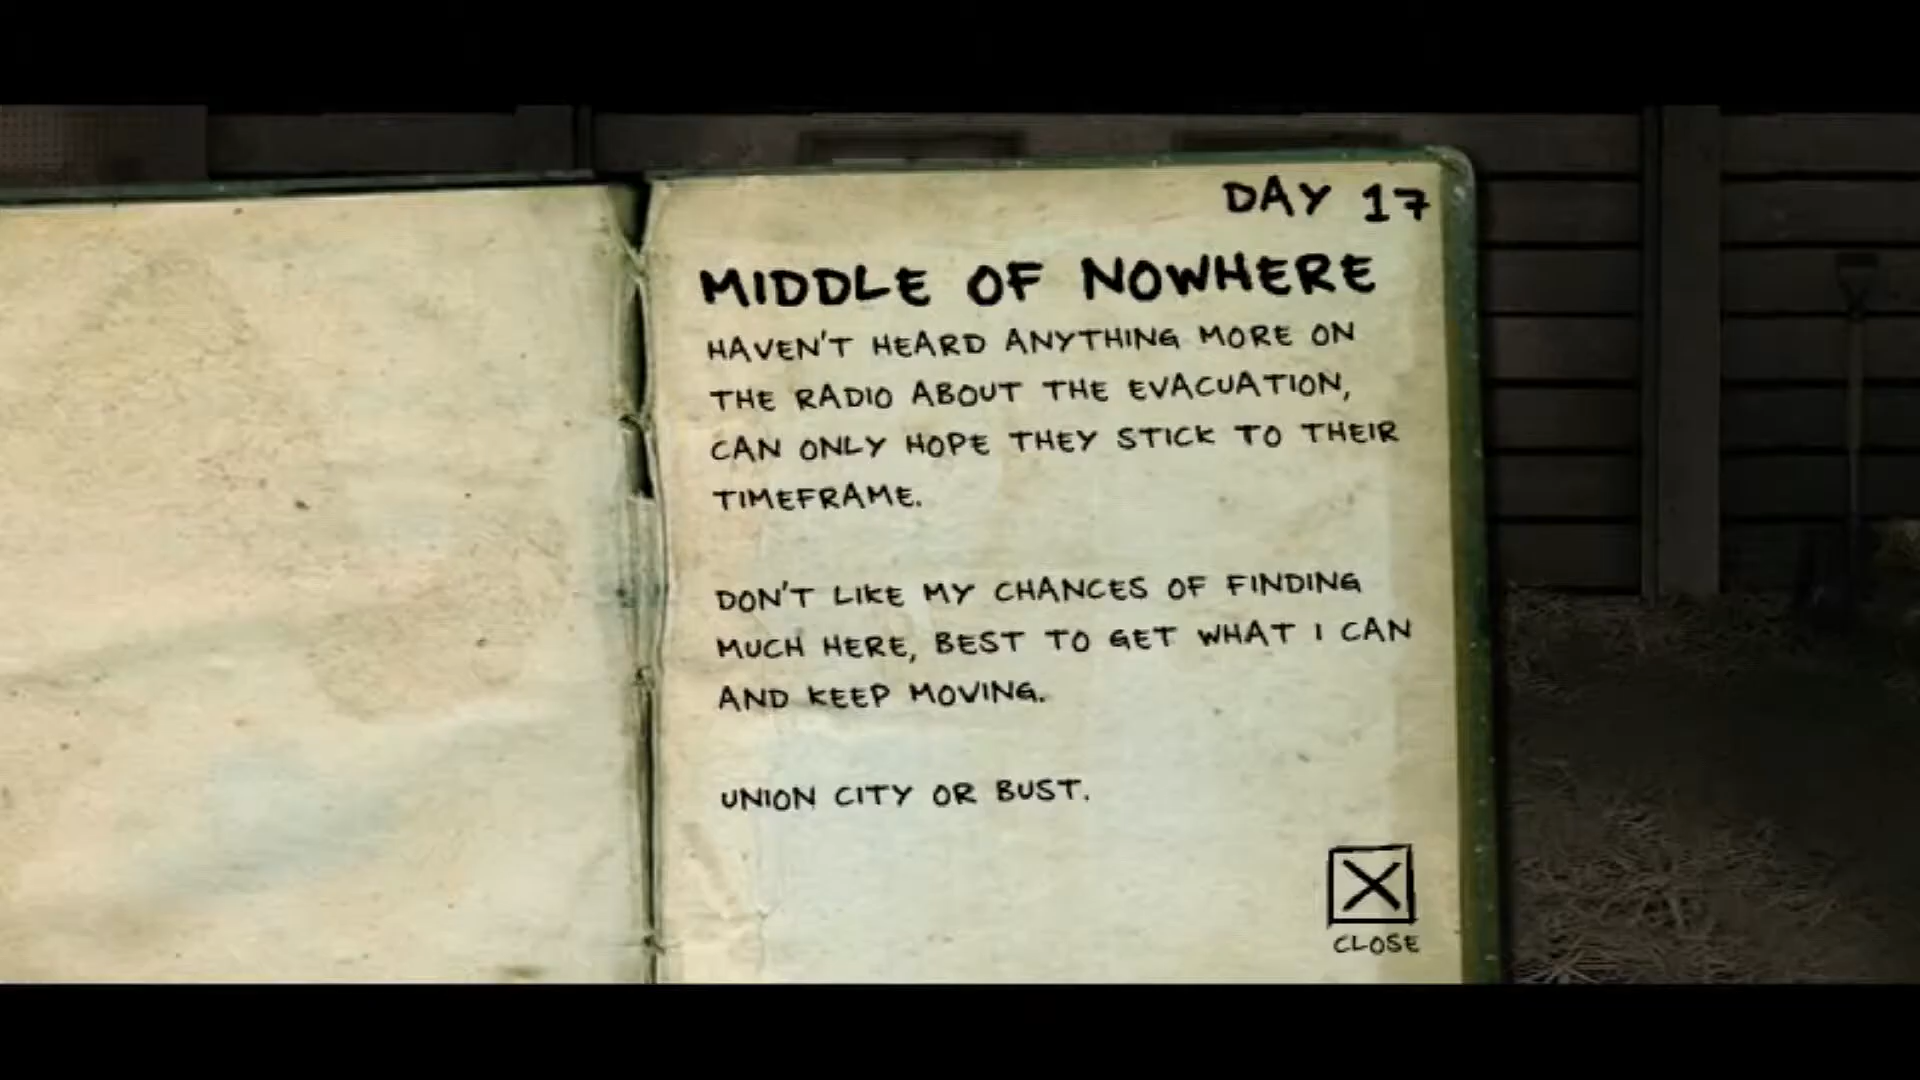 DAY 17
MIDDLE OF NOWHERE
HAVEN'T HEARD ANYTHING MORE ON
THE RADIO ABOUT THE EVACUATION,
CAN ONLY HOPE THEY STICK TO THEIR
TIMEFRAME.
DON'T LIKE MY CHANCES OF FINDING
MUCH HERE, BEST TO GET WHAT I CAN
AND KEEP MOVING.
UNION CITY OR BUST.
CLOSE